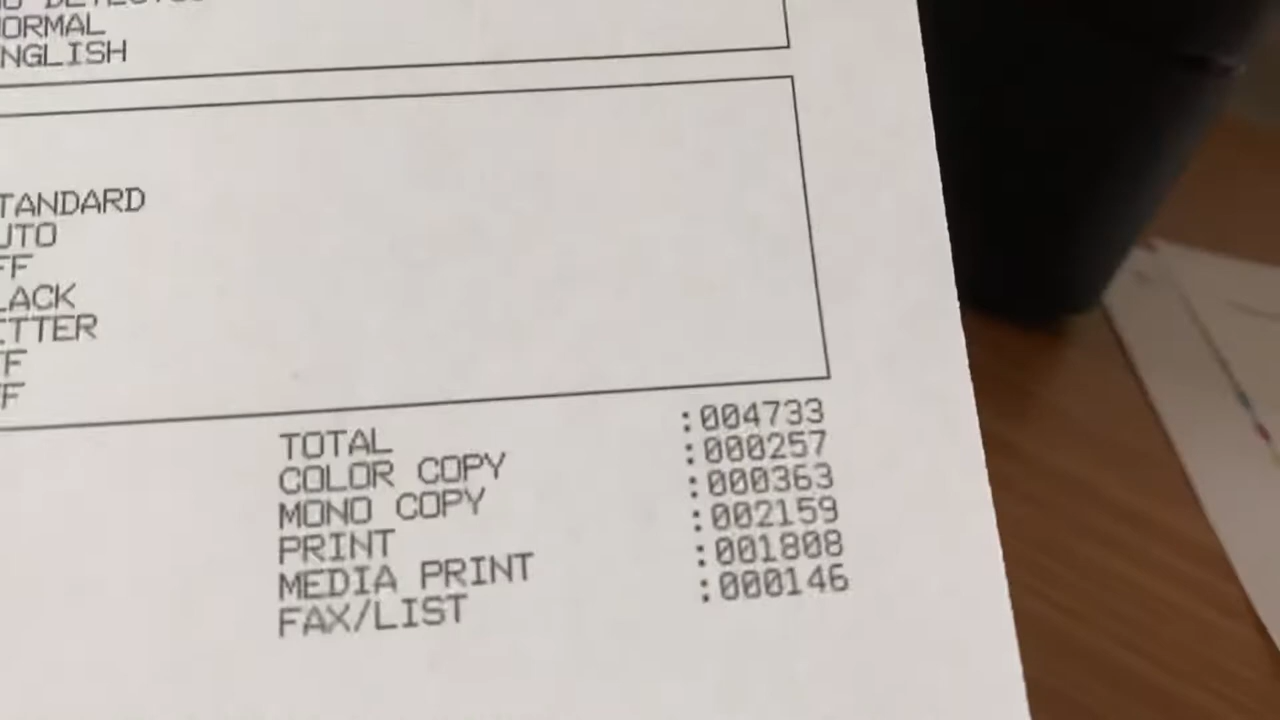 ORMAL
NGLISH
TANDARD
UTO
FF
LACK
ETTER
F
F
TOTAL :004733
COLOR COPY :000257
MONO COPY :000363
PRINT :002159
MEDIA PRINT :001808
FAX/LIST :000146